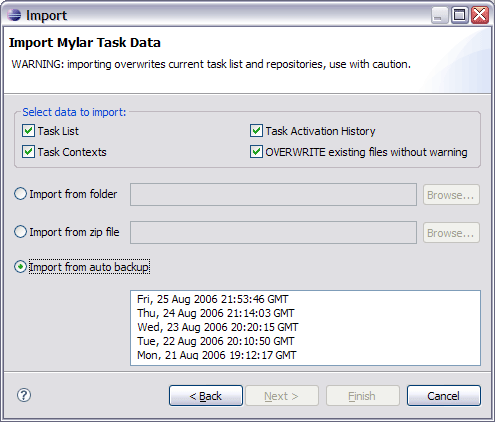 Import
Import Mylar Task Data
WARNING: importing overwrites current task list and repositories, use with caution.
Select data to import:
Task List
Task Activation History
Task Contexts
OVERWRITE existing files without warning
Import from folder
Browse...
Import from zip file
Browse...
Import from auto backup
Fri, 25 Aug 2006 21:53:46 GMT
Thu, 24 Aug 2006 21:14:03 GMT
Wed, 23 Aug 2006 20:20:15 GMT
Tue, 22 Aug 2006 20:10:50 GMT
Mon, 21 Aug 2006 19:12:17 GMT
?
< Back
Next >
Finish
Cancel